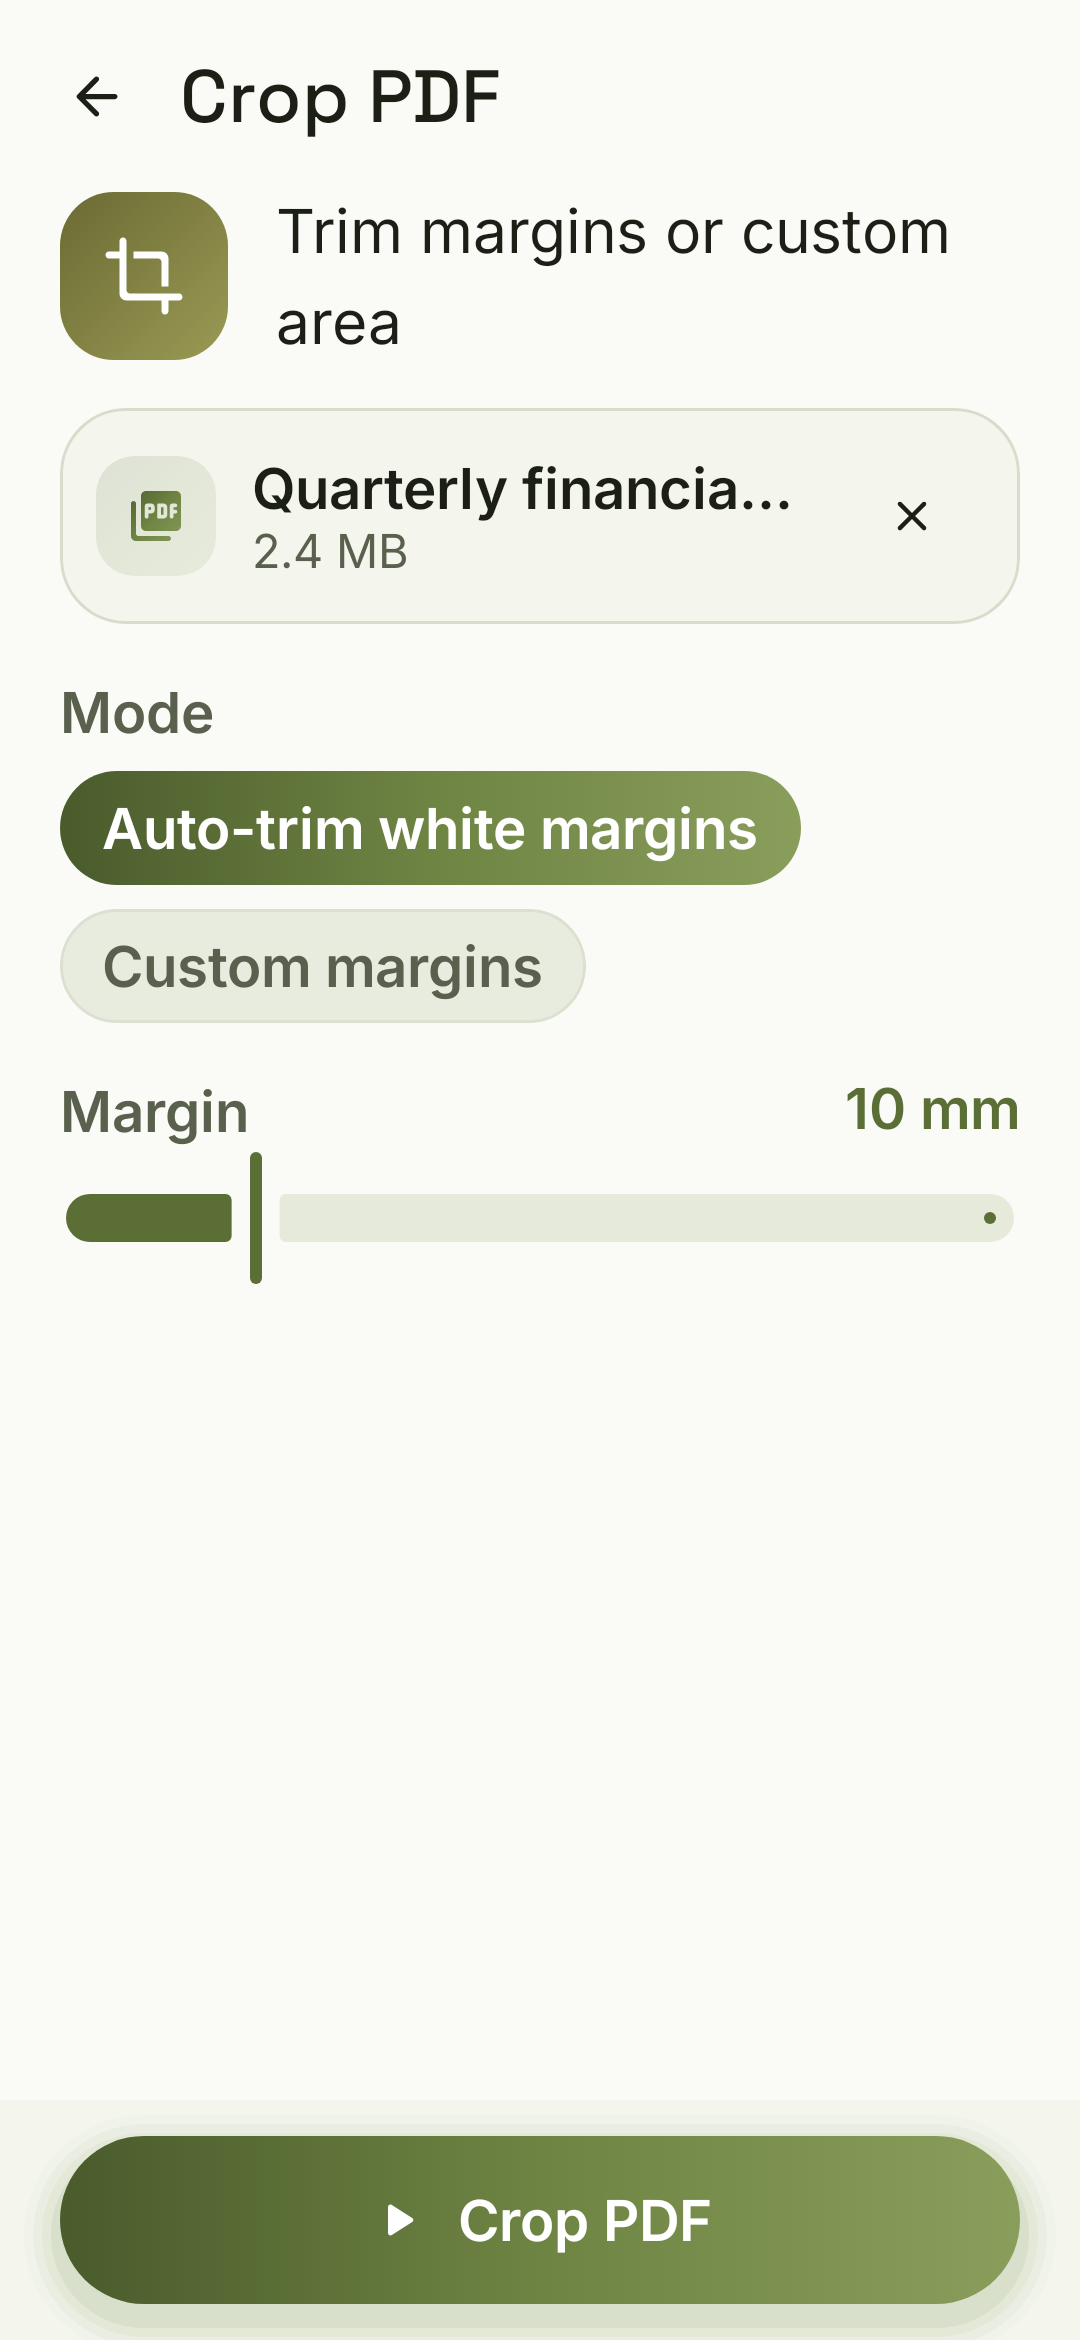 Crop PDF
Trim margins or custom
area
PDF
Quarterly financia...
2.4 MB
Mode
Auto-trim white margins
Custom margins
Margin
10 mm
Crop PDF